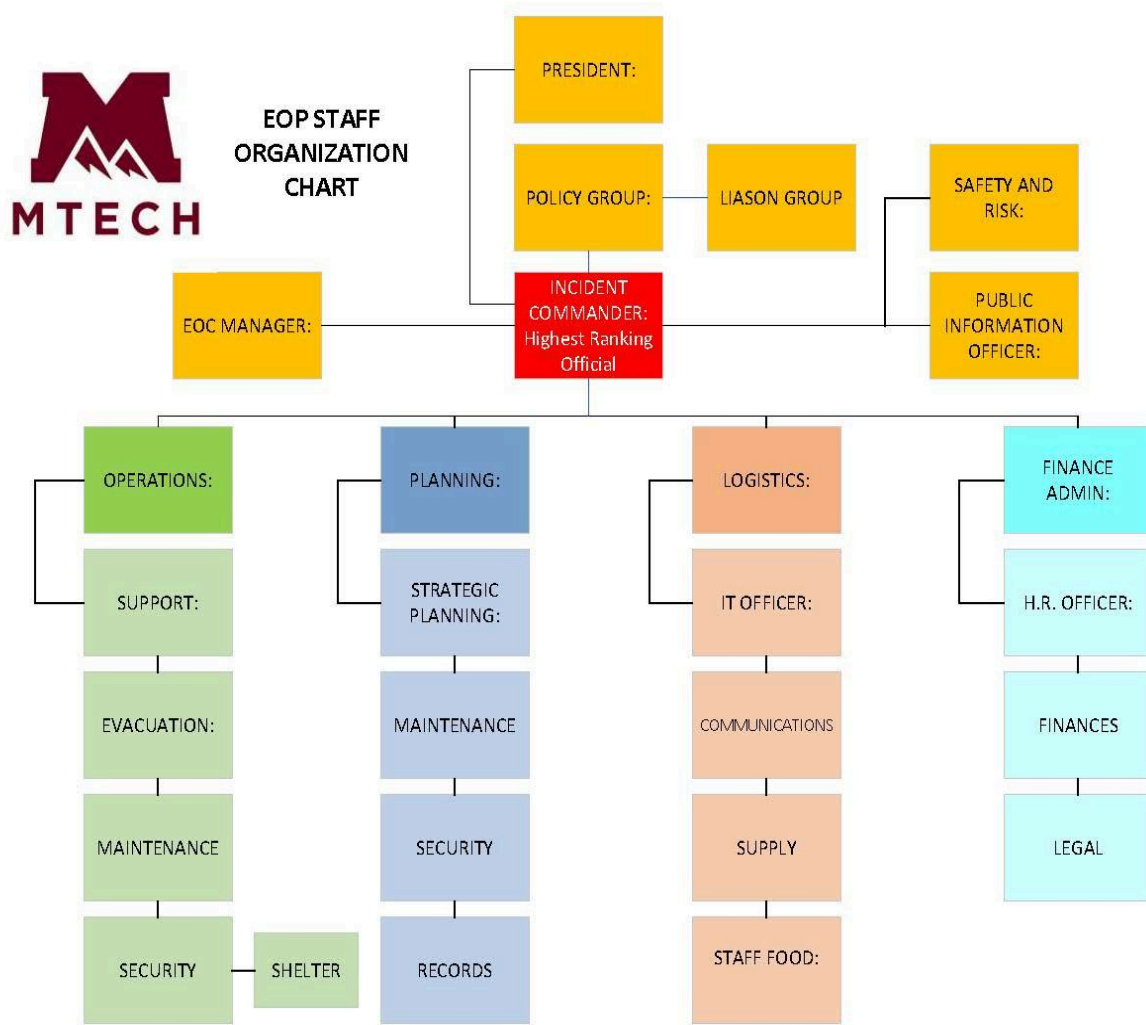 PRESIDENT:
EOP STAFF
ORGANIZATION
CHART
MTECH
POLICY GROUP:
LIASON GROUP
SAFETY AND
RISK:
EOC MANAGER:
INCIDENT
COMMANDER:
Highest Ranking
Official
PUBLIC
INFORMATION
OFFICER:
OPERATIONS:
PLANNING:
LOGISTICS:
FINANCE
ADMIN:
SUPPORT:
STRATEGIC
PLANNING:
IT OFFICER:
H.R. OFFICER:
EVACUATION:
MAINTENANCE
COMMUNICATIONS
FINANCES
MAINTENANCE
SECURITY
SUPPLY
LEGAL
SECURITY
SHELTER
RECORDS
STAFF FOOD: